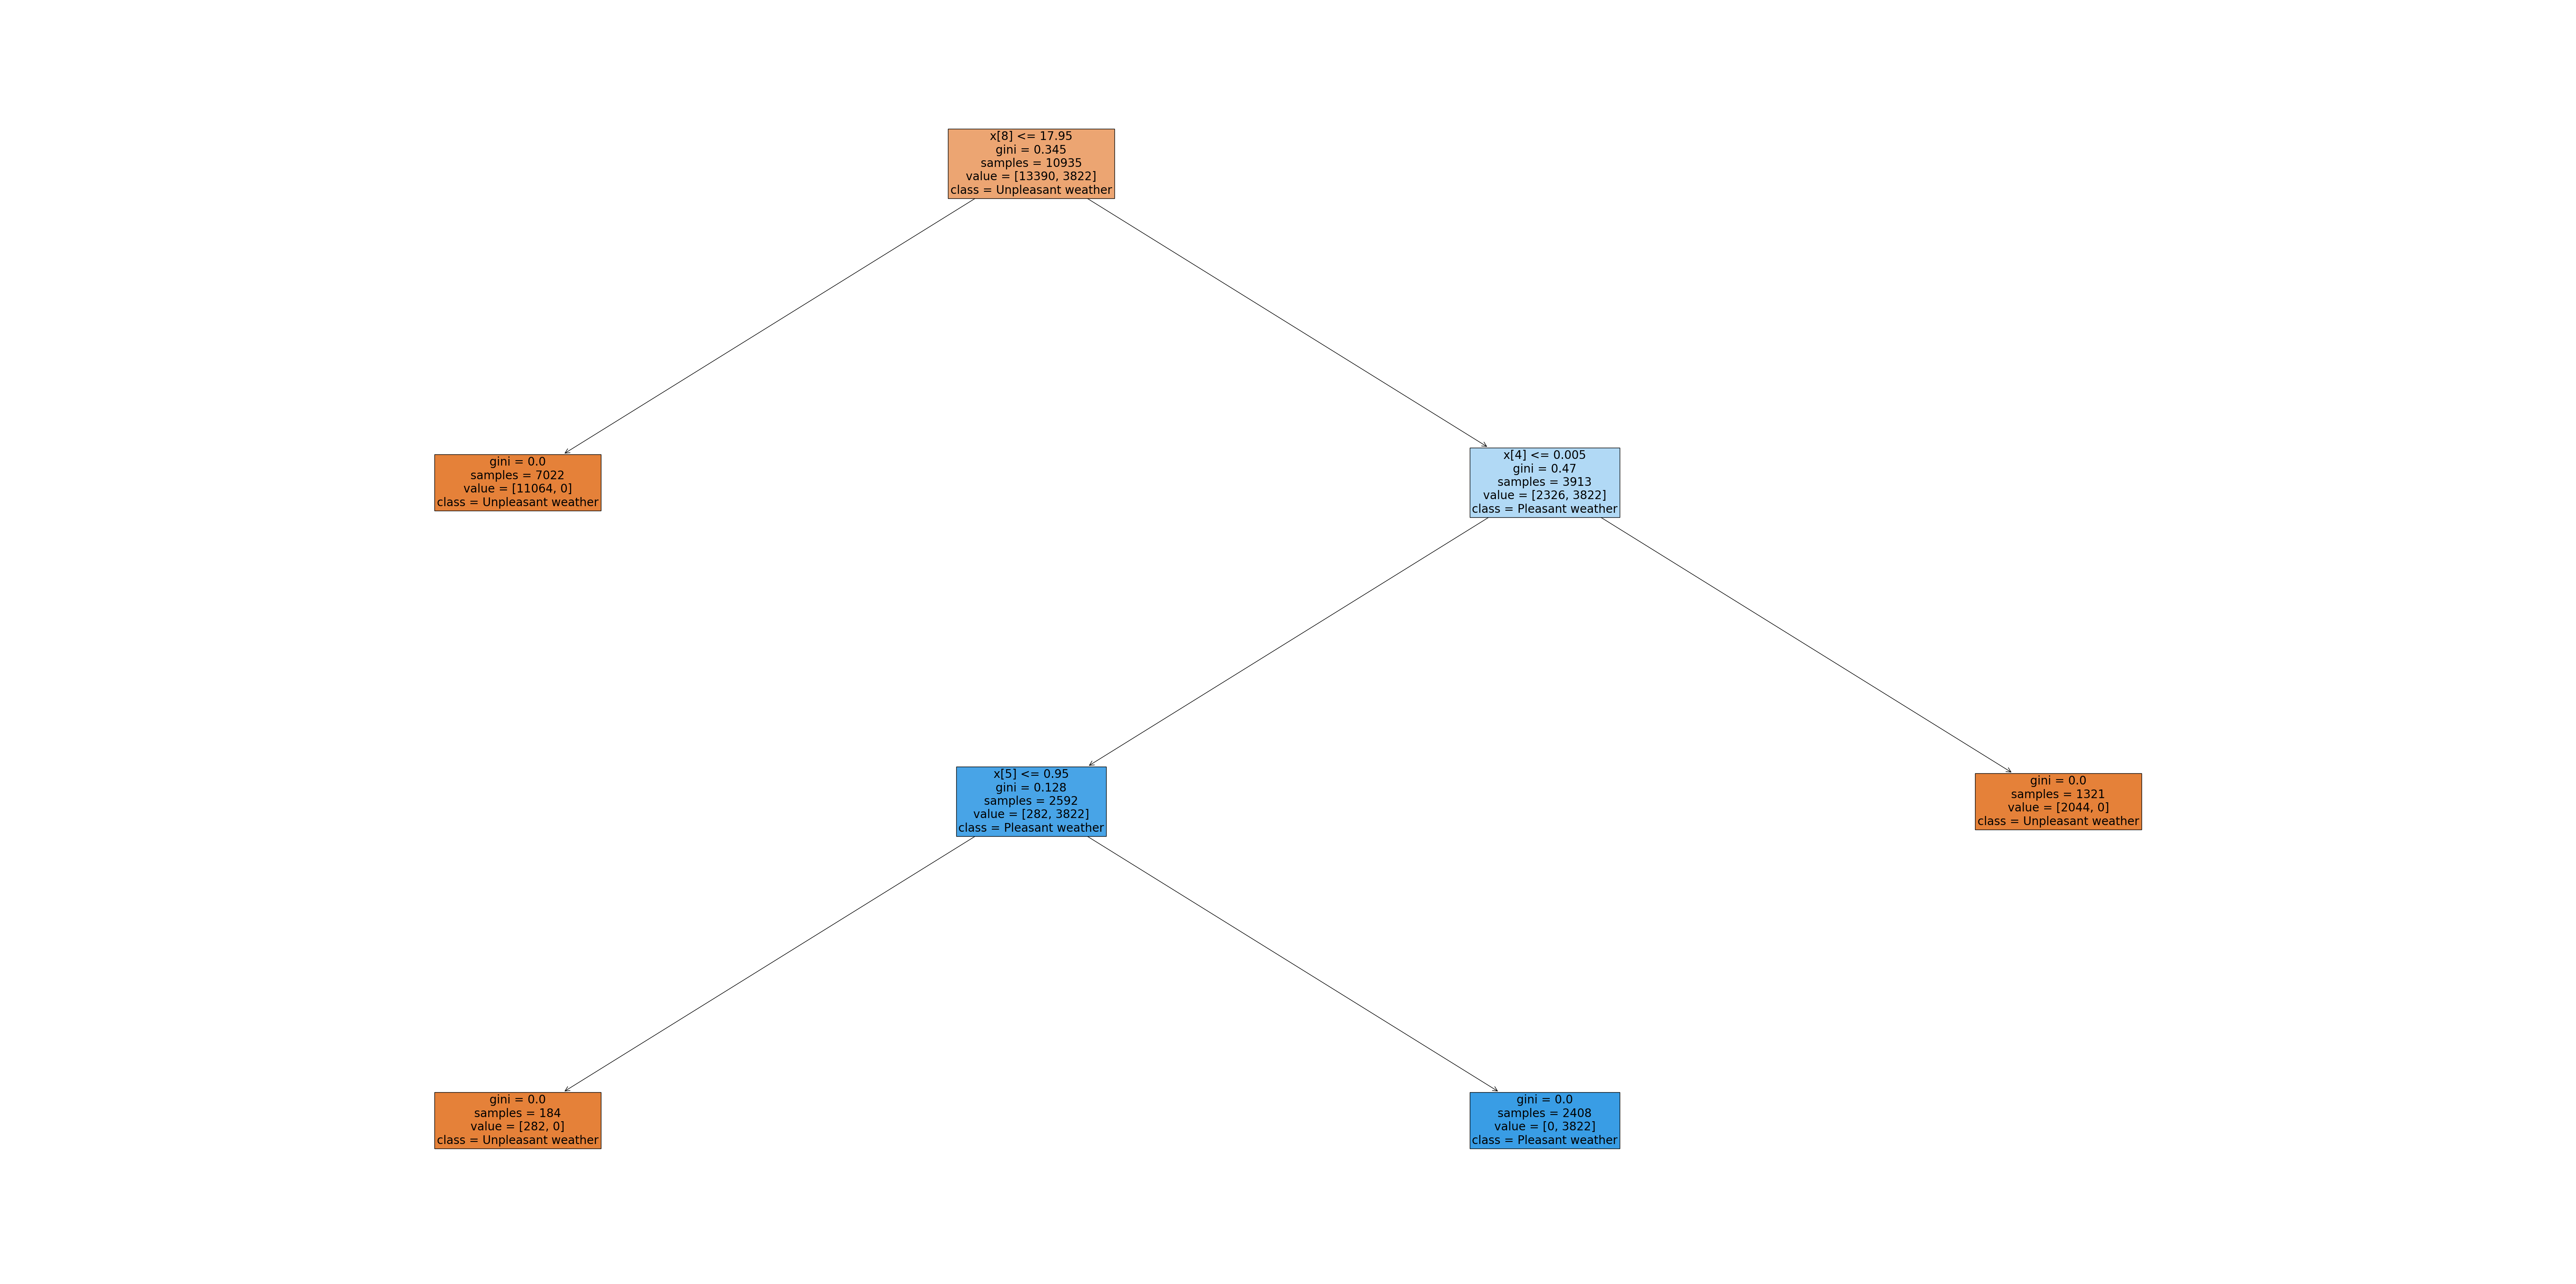 x[8] <= 17.95
gini = 0.345
samples = 10935
value = [13390, 3822]
class = Unpleasant weather
gini = 0.0
samples = 7022
value = [11064, 0]
class = Unpleasant weather
x[4] <= 0.005
gini = 0.47
samples = 3913
value = [2326, 3822]
class = Pleasant weather
x[5] <= 0.95
gini = 0.128
samples = 2592
value = [282, 3822]
class = Pleasant weather
gini = 0.0
samples = 1321
value = [2044, 0]
class = Unpleasant weather
gini = 0.0
samples = 184
value = [282, 0]
class = Unpleasant weather
gini = 0.0
samples = 2408
value = [0, 3822]
class = Pleasant weather